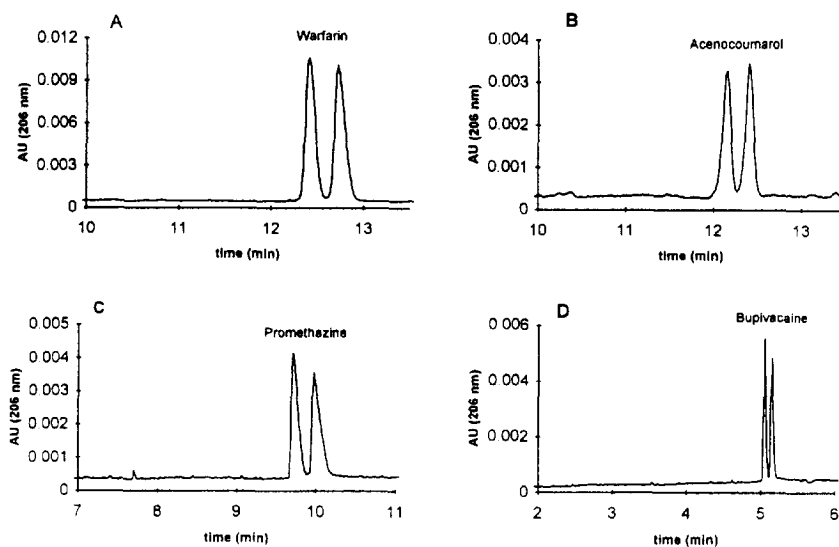 A
Warfarin
0.012
0.009
0.006
0.003
0
AU (206 nm)
10 11 12 13
time (min)
B
Acenocoumarol
0.004
0.003
0.002
0.001
0
AU (206 nm)
10 11 12 13
time (min)
C
Promethazine
0.005
0.004
0.003
0.002
0.001
0
AU (206 nm)
7 8 9 10 11
time (min)
D
Bupivacaine
0.006
0.004
0.002
0
AU (206 nm)
2 3 4 5 6
time (min)